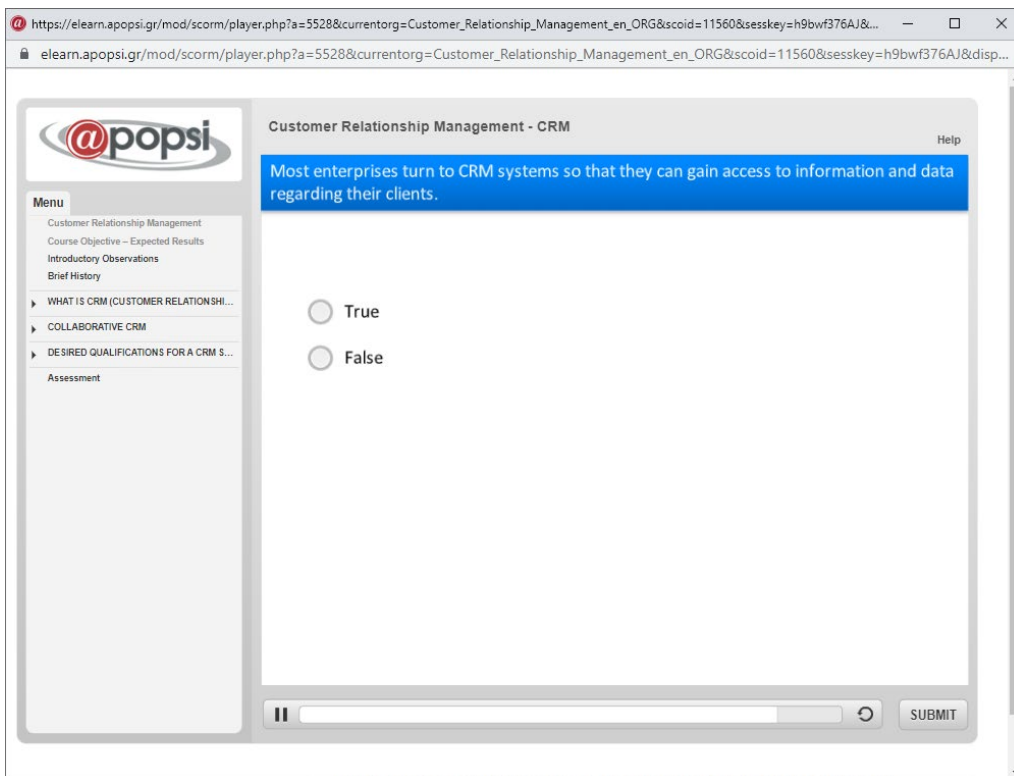 https://elearn.apopsi.gr/mod/scorm/player.php?a=5528&currentorg=Customer_Relationship_Management_en_ORG&scoid=11560&sesskey=h9bwf376AJ&...
elearn.apopsi.gr/mod/scorm/player.php?a=5528&currentorg=Customer_Relationship_Management_en_ORG&scoid=11560&sesskey=h9bwf376AJ&disp...
@popsi
Customer Relationship Management - CRM
Help
Most enterprises turn to CRM systems so that they can gain access to information and data
regarding their clients.
Menu
Customer Relationship Management
Course Objective – Expected Results
Introductory Observations
Brief History
WHAT IS CRM (CUSTOMER RELATIONSHI...
COLLABORATIVE CRM
DESIRED QUALIFICATIONS FOR A CRM S...
Assessment
True
False
SUBMIT